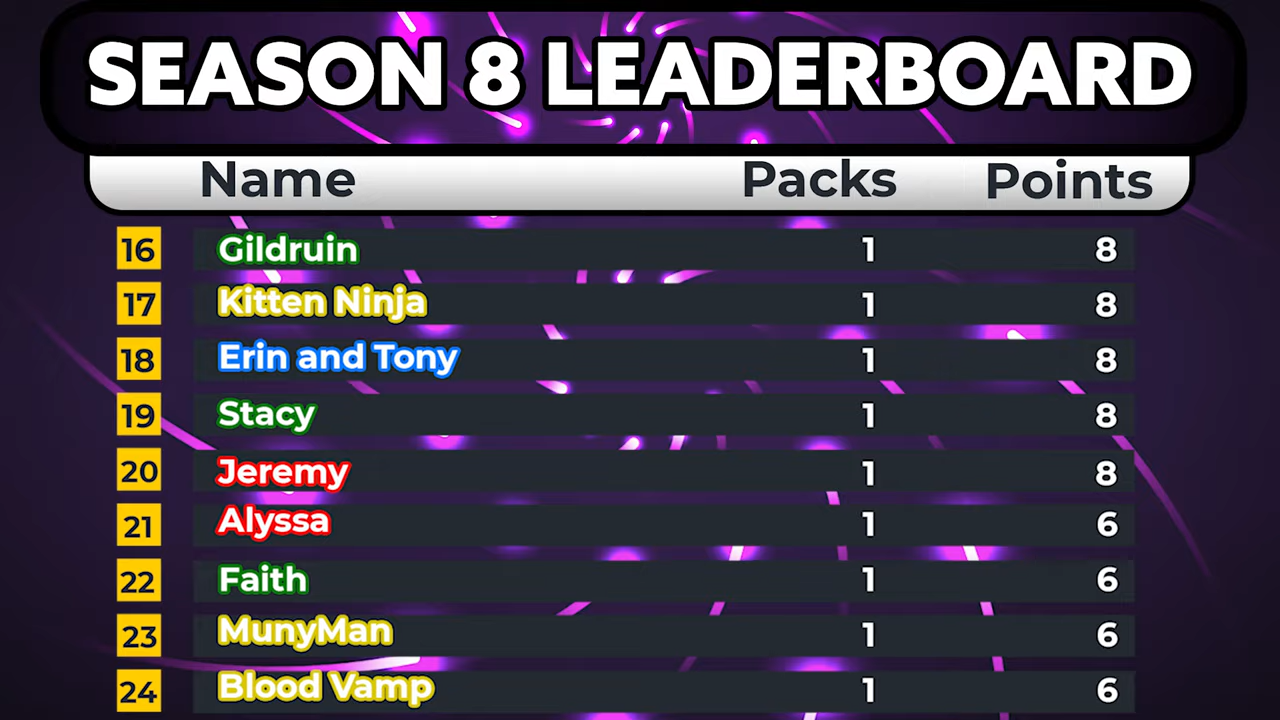 SEASON 8 LEADERBOARD
Name Packs Points
16 Gildruin 1 8
17 Kitten Ninja 1 8
18 Erin and Tony 1 8
19 Stacy 1 8
20 Jeremy 1 8
21 Alyssa 1 6
22 Faith 1 6
23 MunyMan 1 6
24 Blood Vamp 1 6